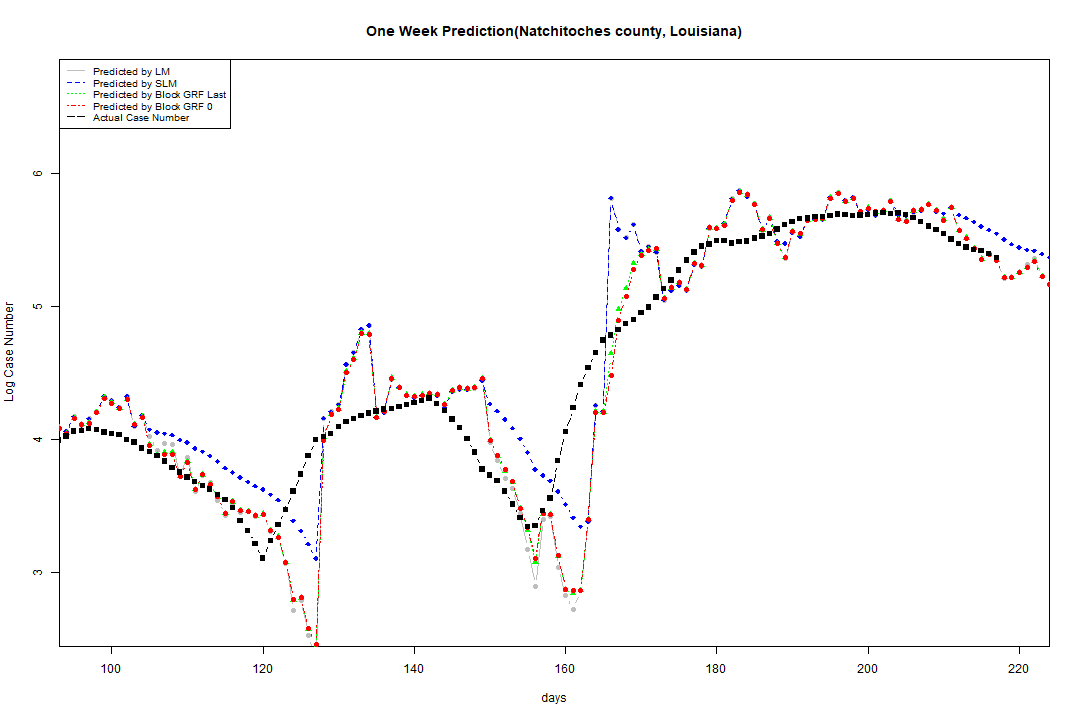 One Week Prediction(Natchitoches county, Louisiana)
Predicted by LM
Predicted by SLM
Predicted by Block GRF Last
Predicted by Block GRF 0
Actual Case Number
Log Case Number
6
5
4
3
100 120 140 160 180 200 220
days